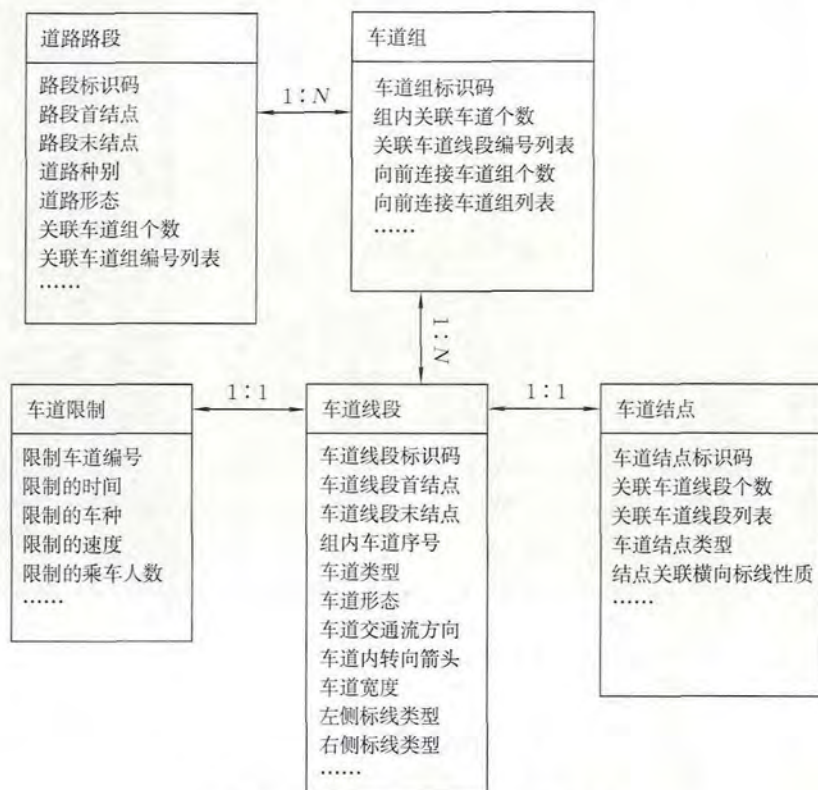 道路路段
路段标识码
路段首结点
路段末结点
道路种别
道路形态
关联车道组个数
关联车道组编号列表
……
1∶N
车道组
车道组标识码
组内关联车道个数
关联车道线段编号列表
向前连接车道组个数
向前连接车道组列表
……
1∶N
车道限制
限制车道编号
限制的时间
限制的车种
限制的速度
限制的乘车人数
……
1∶1
车道线段
车道线段标识码
车道线段首结点
车道线段末结点
组内车道序号
车道类型
车道形态
车道交通流方向
车道内转向箭头
车道宽度
左侧标线类型
右侧标线类型
……
1∶1
车道结点
车道结点标识码
关联车道线段个数
关联车道线段列表
车道结点类型
结点关联横向标线性质
……